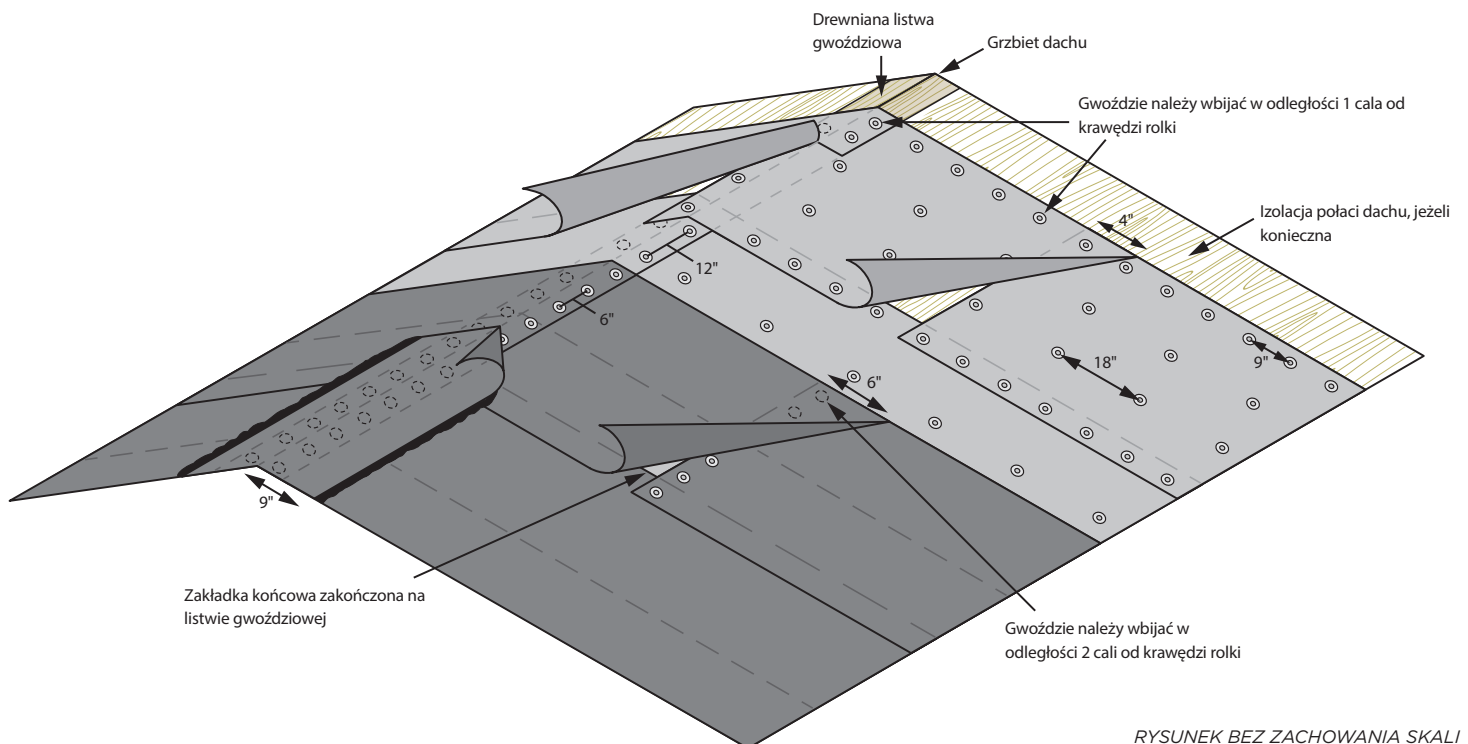 Drewniana listwa
gwoździowa
Grzbiet dachu
Gwoździe należy wbijać w odległości 1 cala od
krawędzi rolki
4"
Izolacja połaci dachu, jeżeli
konieczna
12"
6"
18"
9"
6"
9"
Zakładka końcowa zakończona na
listwie gwoździowej
Gwoździe należy wbijać w
odległości 2 cali od krawędzi rolki
RYSUNEK BEZ ZACHOWANIA SKALI